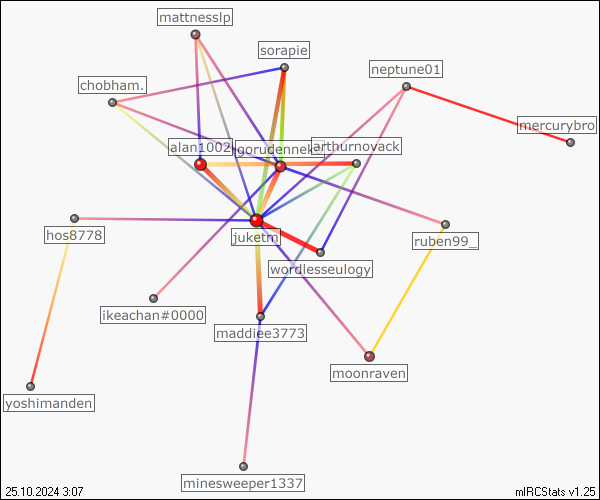 mattnesslp
sorapie
neptune01
chobham.
mercurybro
alan1002
arthurnovack
juketm
ruben99_
hos8778
wordlesseulogy
ikeachan#0000
maddiee3773
moonraven
yoshimanden
minesweeper1337
25.10.2024 3:07
mIRCStats v1.25